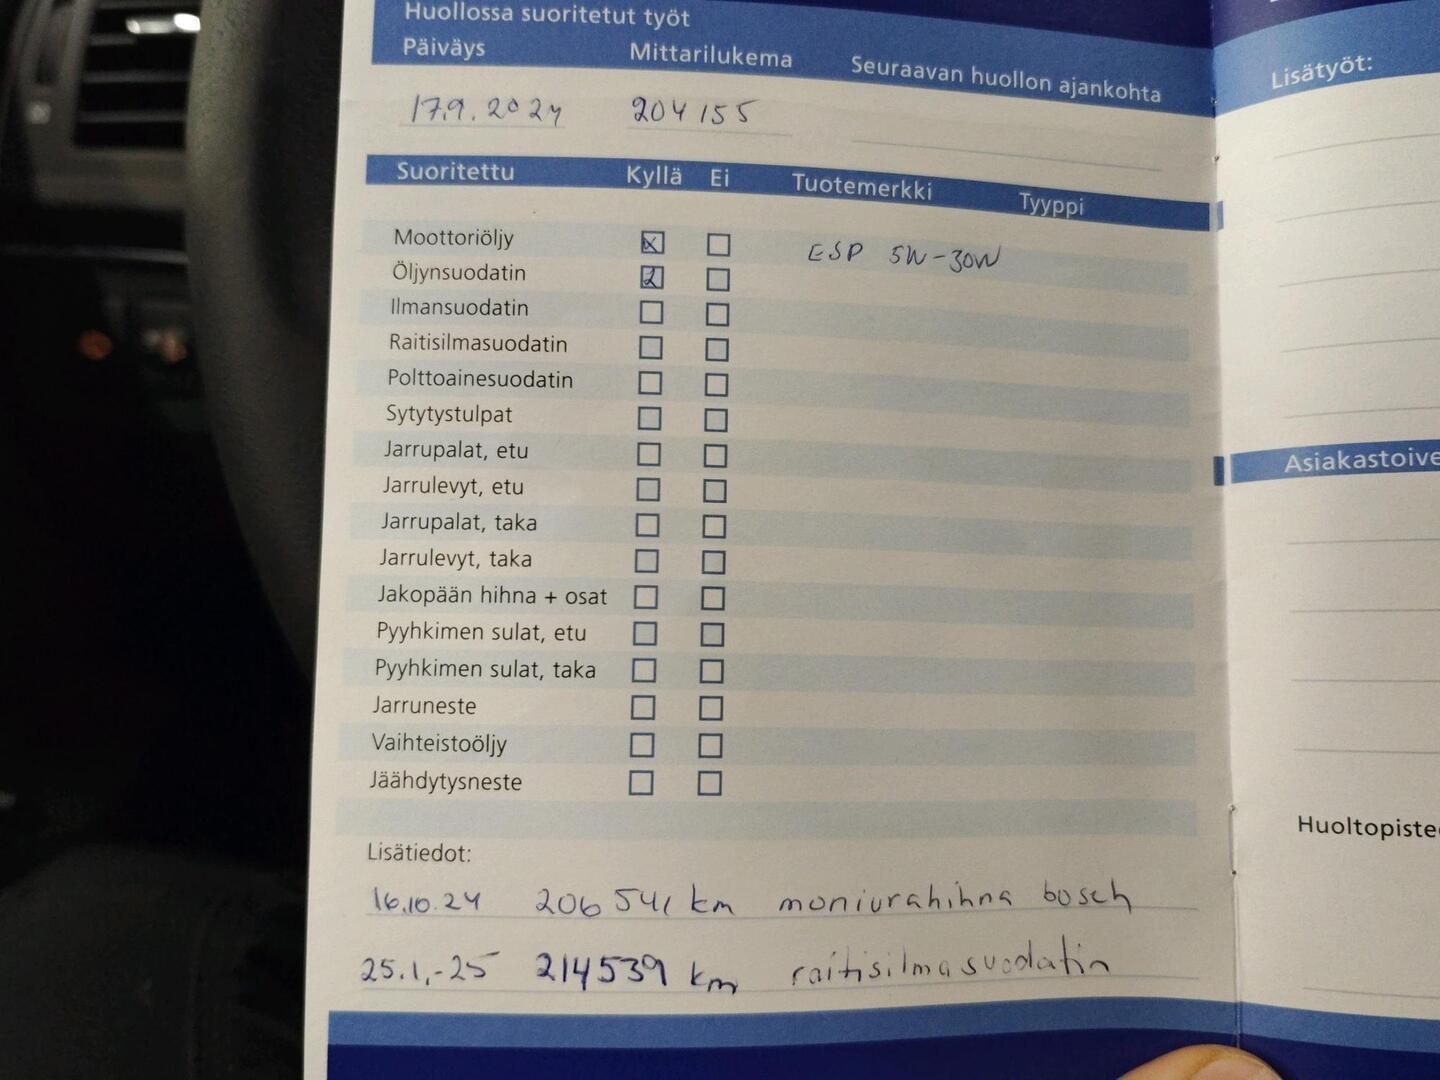 Huollossa suoritetut työt
Päiväys Mittarilukema Seuraavan huollon ajankohta
17.9.2024 204155
Suoritettu Kyllä Ei Tuotemerkki Tyyppi
Moottoriöljy x ESP 5W-30W
Öljynsuodatin
Ilmansuodatin
Raitisilmasuodatin
Polttoainesuodatin
Sytytystulpat
Jarrupalat, etu
Jarrulevyt, etu
Jarrupalat, taka
Jarrulevyt, taka
Jakopään hihna + osat
Pyyhkimen sulat, etu
Pyyhkimen sulat, taka
Jarruneste
Vaihteistoöljy
Jäähdytysneste
Lisätiedot:
16.10.24 km moniurahihna bosch
25.1.-25 214539 km raitisilmasuodatin
Lisätyöt:
Asiakastoive
Huoltopistee